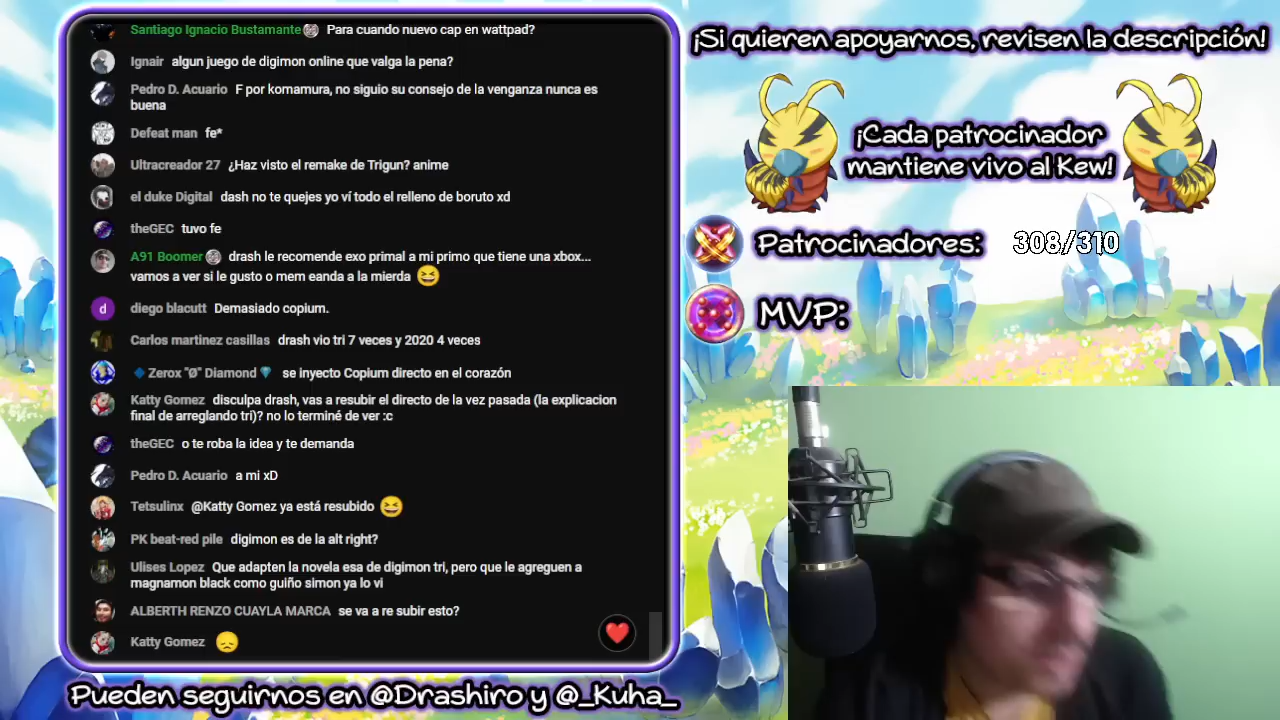 Santiago Ignacio Bustamante Para cuando nuevo cap en wattpad?
Ignair algun juego de digimon online que valga la pena?
Pedro D. Acuario F por komamura, no siguio su consejo de la venganza nunca es
buena
Defeat man fe*
Ultracreador 27 ¿Haz visto el remake de Trigun? anime
el duke Digital dash no te quejes yo ví todo el relleno de boruto xd
theGEC tuvo fe
A91 Boomer drash le recomende exo primal a mi primo que tiene una xbox...
vamos a ver si le gusto o mem eanda a la mierda 😆
d diego blacutt Demasiado copium.
Carlos martinez casillas drash vio tri 7 veces y 2020 4 veces
🔹Zerox "Ø" Diamond💎 se inyecto Copium directo en el corazón
Katty Gomez disculpa drash, vas a resubir el directo de la vez pasada (la explicacion
final de arreglando tri)? no lo terminé de ver :c
theGEC o te roba la idea y te demanda
Pedro D. Acuario a mi xD
Tetsulinx @Katty Gomez ya está resubido 😆
PK beat-red pile digimon es de la alt right?
Ulises Lopez Que adapten la novela esa de digimon tri, pero que le agreguen a
magnamon black como guiño simon ya lo vi
ALBERTH RENZO CUAYLA MARCA se va a re subir esto?
Katty Gomez 😞
Pueden seguirnos en @Drashiro y @_Kuha_
¡Si quieren apoyarnos, revisen la descripción!
¡Cada patrocinador
mantiene vivo al Kew!
Patrocinadores: 308/310
MVP: